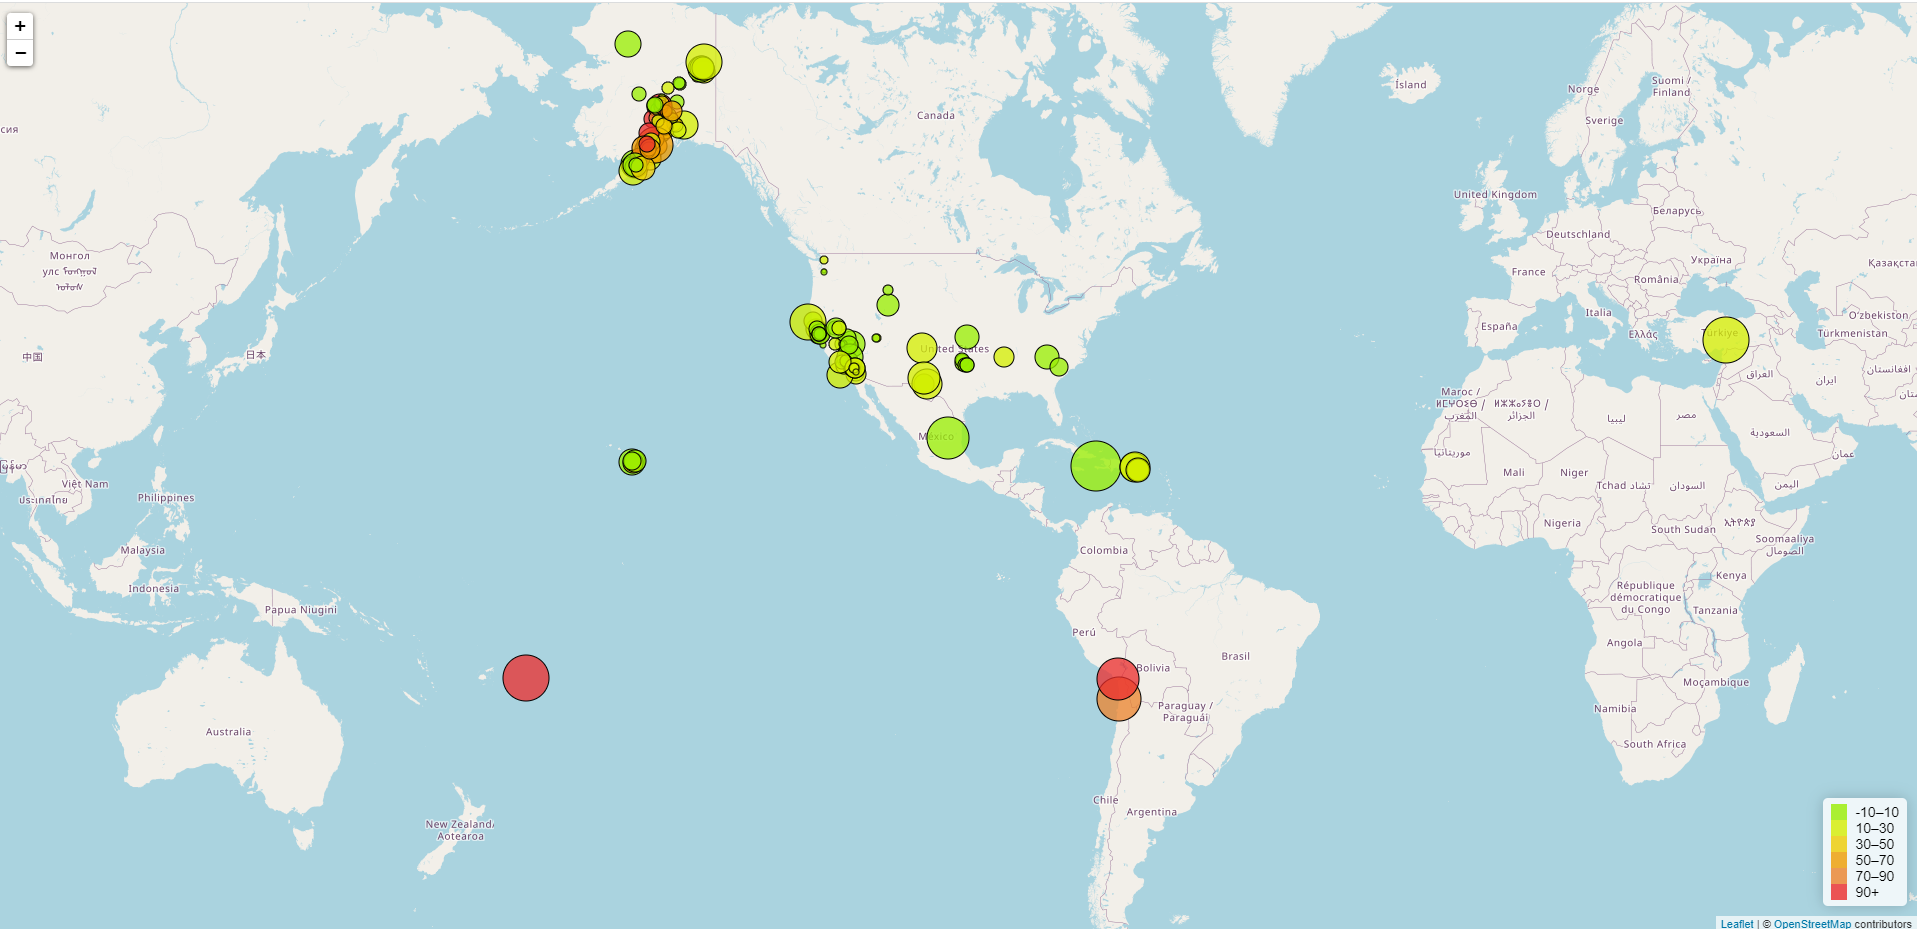 +
−
Ísland
Suomi /
Finland
Norge
Sverige
Canada
сия
United Kingdom
Беларусь
Deutschland
Монгол
улс
Україна
Қазақстан
France
România
Italia
Oʻzbekiston
España
Ελλάς
Türkiye
Türkmenistan
中国
日本
United States
العراق
ایران
افغانستان
Maroc /
ⵍⵎⵖⵔⵉⴱ /
المغرب
الجزائر
ليبيا
مصر
السعودية
México
عمان
موريتانيا
Mali
Niger
Tchad تشاد
السودان
اليمن
Việt Nam
ประเทศไทย
Philippines
Nigeria
South Sudan
ኢትዮጵያ
Soomaaliya
الصومال
Malaysia
Colombia
Indonesia
Kenya
République
démocratique
du Congo
Papua Niugini
Tanzania
Perú
Angola
Brasil
Bolivia
Moçambique
Paraguay /
Paraguái
Namibia
Australia
South Africa
Chile
Argentina
New Zealand/
Aotearoa
-10–10
10–30
30–50
50–70
70–90
90+
Leaflet | © OpenStreetMap contributors